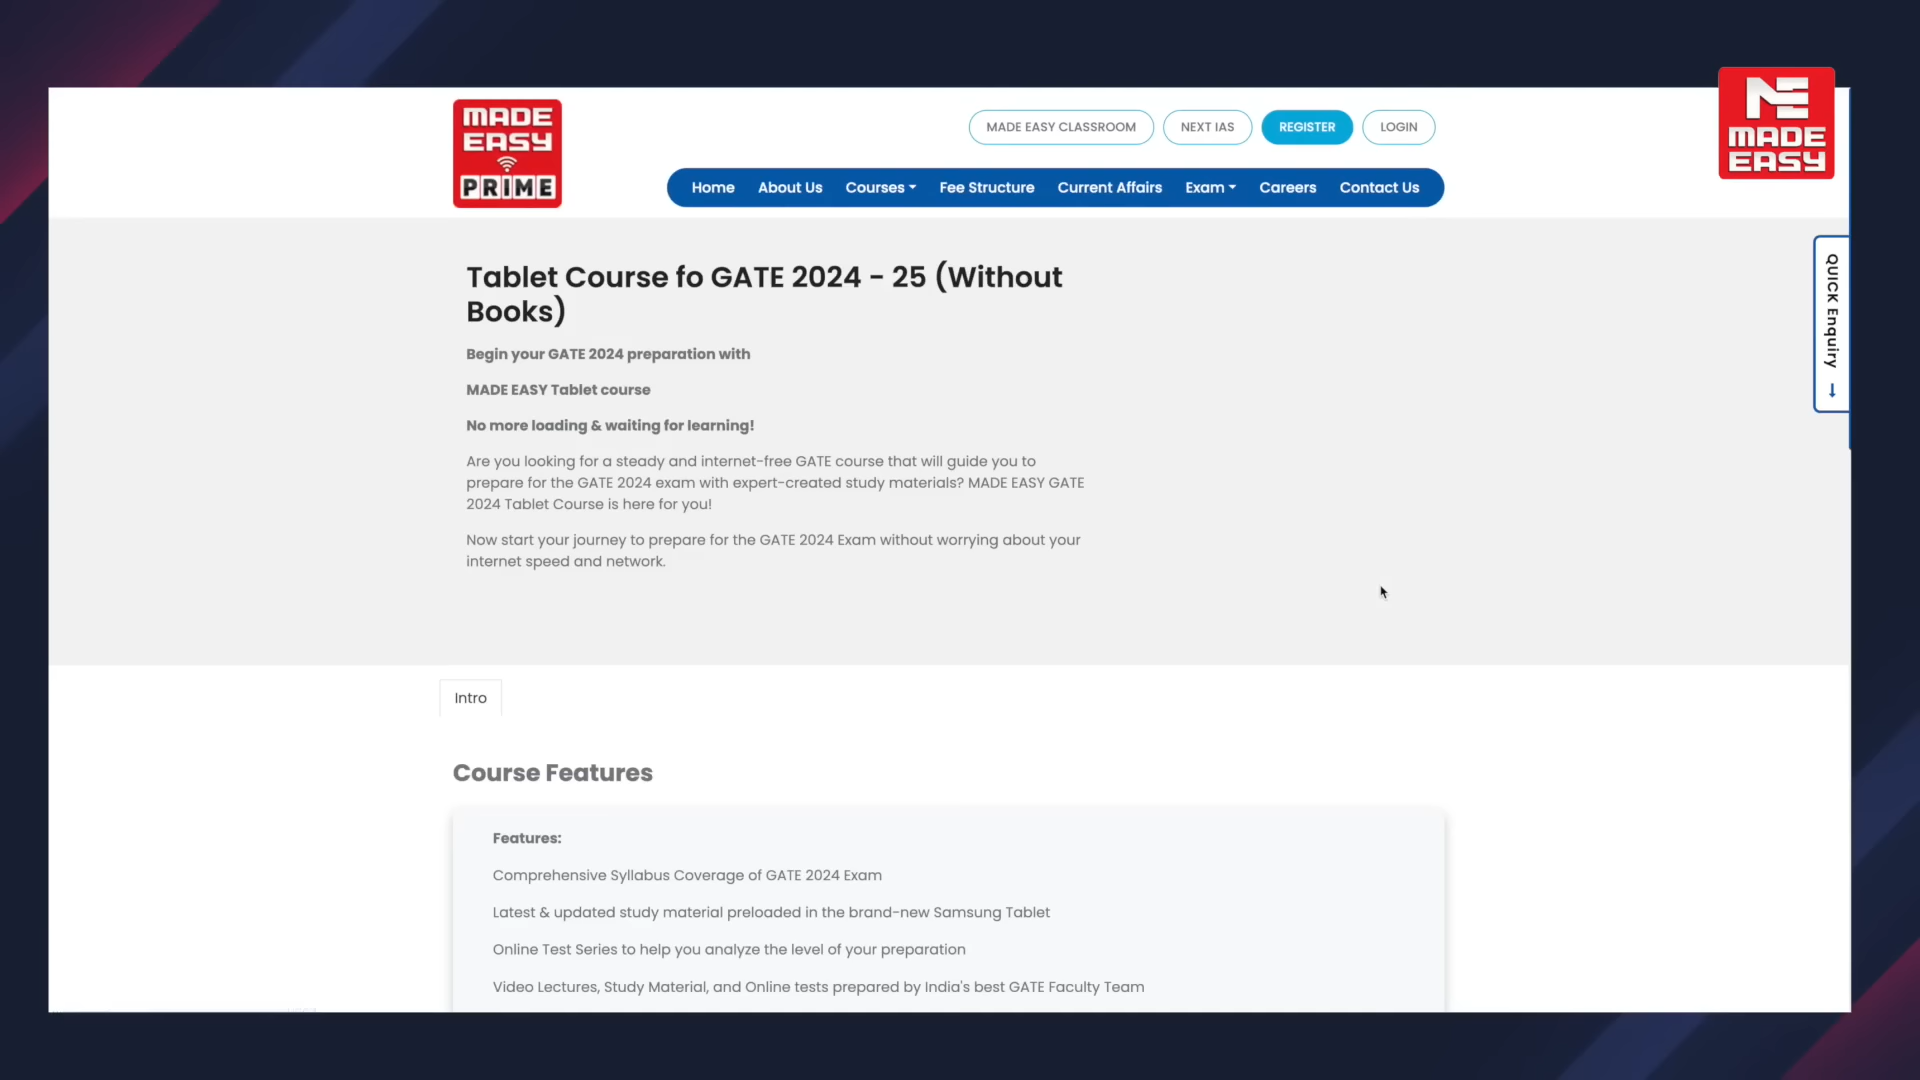 MADE
EASY
PRIME
MADE EASY CLASSROOM
NEXT IAS
REGISTER
LOGIN
ME
MADE
EASY
Home
About Us
Courses
Fee Structure
Current Affairs
Exam
Careers
Contact Us
QUICK Enquiry
Tablet Course fo GATE 2024 - 25 (Without
Books)
Begin your GATE 2024 preparation with
MADE EASY Tablet course
No more loading & waiting for learning!
Are you looking for a steady and internet-free GATE course that will guide you to
prepare for the GATE 2024 exam with expert-created study materials? MADE EASY GATE
2024 Tablet Course is here for you!
Now start your journey to prepare for the GATE 2024 Exam without worrying about your
internet speed and network.
Intro
Course Features
Features:
Comprehensive Syllabus Coverage of GATE 2024 Exam
Latest & updated study material preloaded in the brand-new Samsung Tablet
Online Test Series to help you analyze the level of your preparation
Video Lectures, Study Material, and Online tests prepared by India's best GATE Faculty Team